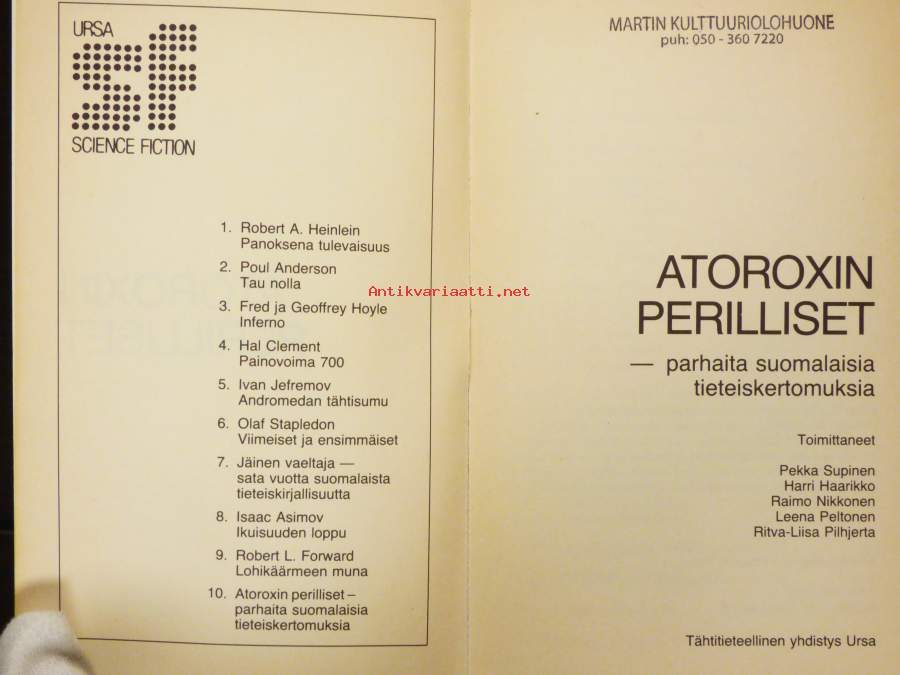 URSA
sf
SCIENCE FICTION
1. Robert A. Heinlein
Panoksena tulevaisuus
2. Poul Anderson
Tau nolla
3. Fred ja Geoffrey Hoyle
Inferno
4. Hal Clement
Painovoima 700
5. Ivan Jefremov
Andromedan tähtisumu
6. Olaf Stapledon
Viimeiset ja ensimmäiset
7. Jäinen vaeltaja —
sata vuotta suomalaista
tieteiskirjallisuutta
8. Isaac Asimov
Ikuisuuden loppu
9. Robert L. Forward
Lohikäärmeen muna
10. Atoroxin perilliset –
parhaita suomalaisia
tieteiskertomuksia
Antikvariaatti.net
MARTIN KULTTUURIOLOHUONE
puh: 050 - 360 7220
ATOROXIN
PERILLISET
— parhaita suomalaisia
tieteiskertomuksia
Toimittaneet
Pekka Supinen
Harri Haarikko
Raimo Nikkonen
Leena Peltonen
Ritva-Liisa Pilhjerta
Tähtitieteellinen yhdistys Ursa